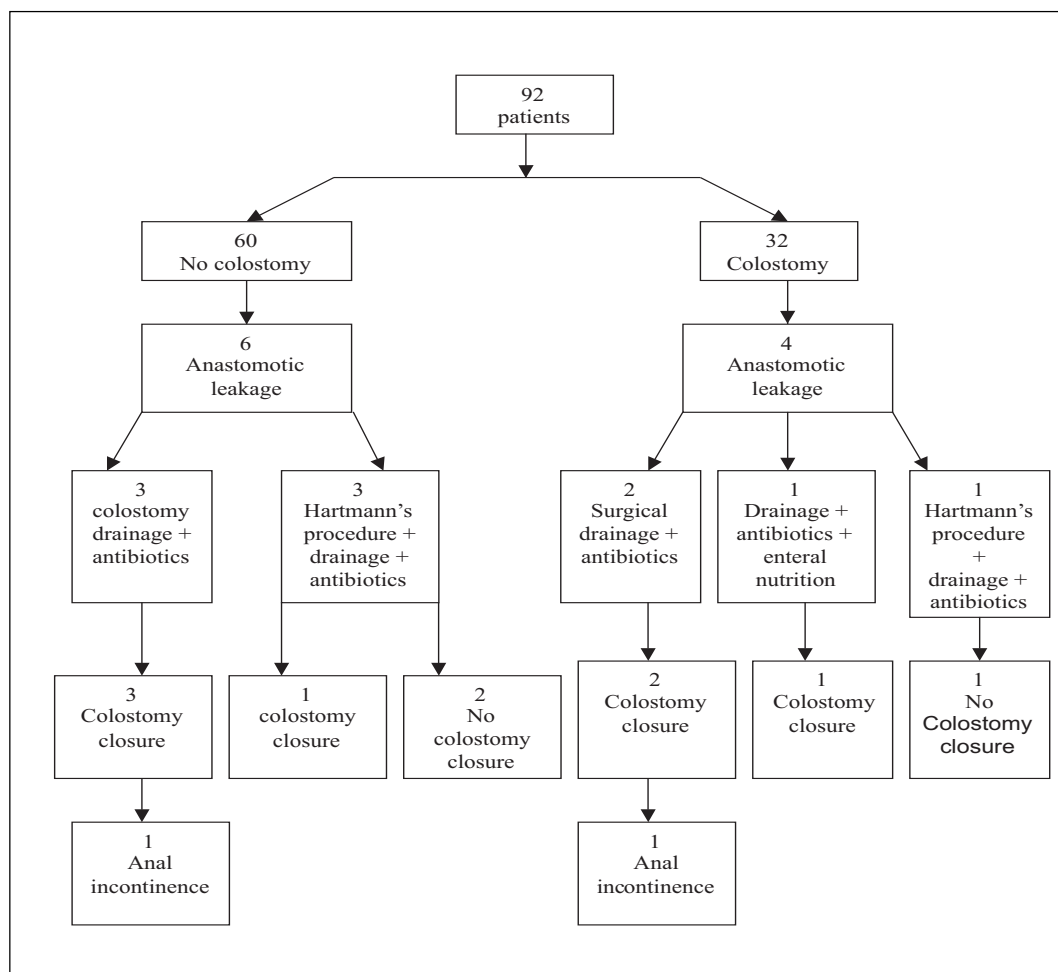 92
patients
60
No colostomy
32
Colostomy
6
Anastomotic
leakage
4
Anastomotic
leakage
3
colostomy
drainage +
antibiotics
3
Hartmann’s
procedure +
drainage +
antibiotics
2
Surgical
drainage +
antibiotics
1
Drainage +
antibiotics +
enteral
nutrition
1
Hartmann’s
procedure
+
drainage +
antibiotics
3
Colostomy
closure
1
colostomy
closure
2
No
colostomy
closure
2
Colostomy
closure
1
Colostomy
closure
1
No
Colostomy
closure
1
Anal
incontinence
1
Anal
incontinence